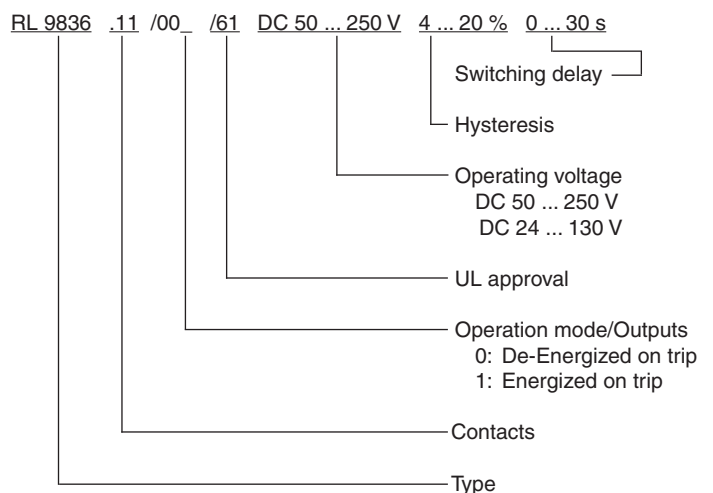 RL 9836 .11 /00_ /61 DC 50 ... 250 V 4 ... 20 % 0 ... 30 s
Switching delay
Hysteresis
Operating voltage
DC 50 ... 250 V
DC 24 ... 130 V
UL approval
Operation mode/Outputs
0: De-Energized on trip
1: Energized on trip
Contacts
Type